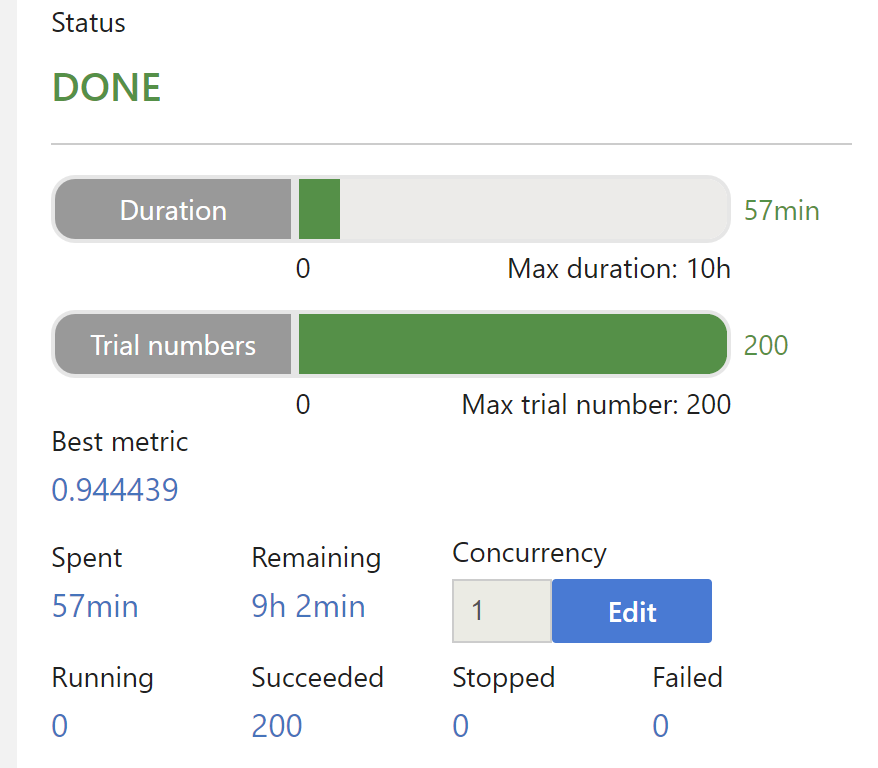 Status
DONE
Duration 57min
0 Max duration: 10h
Trial numbers 200
0 Max trial number: 200
Best metric
0.944439
Spent Remaining Concurrency
57min 9h 2min 1 Edit
Running Succeeded Stopped Failed
0 200 0 0